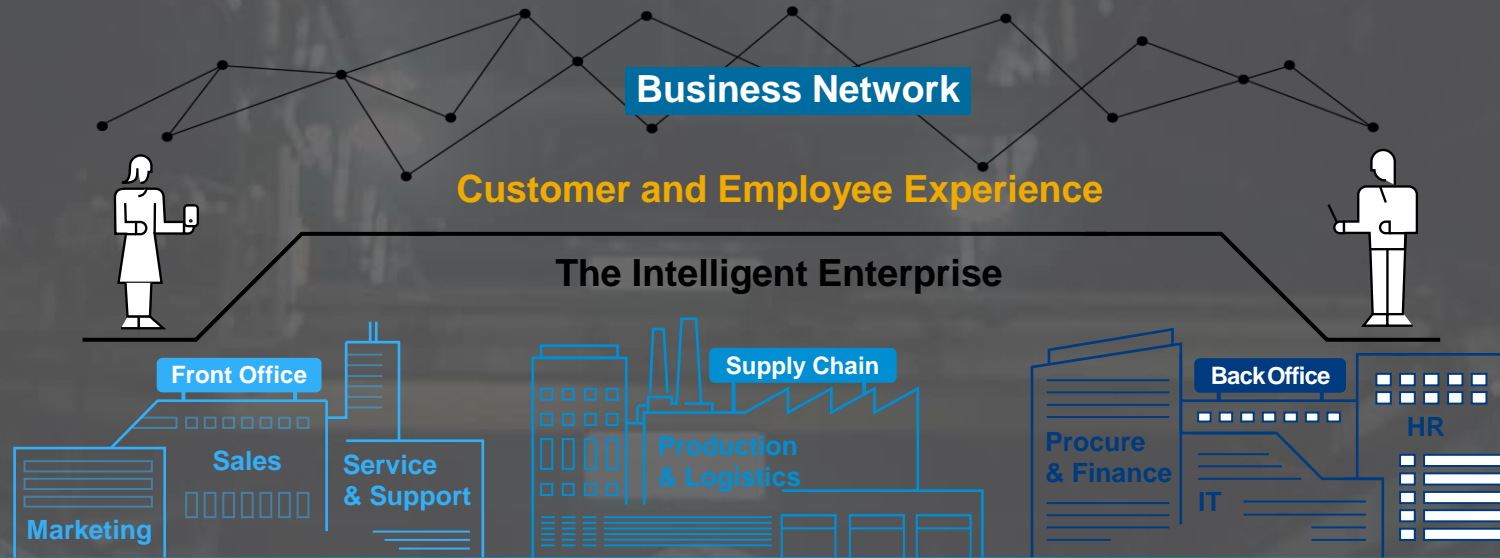 Business Network
Customer and Employee Experience
The Intelligent Enterprise
Front Office
Marketing
Sales
Service
& Support
Supply Chain
Production
& Logistics
Back Office
Procure
& Finance
IT
HR